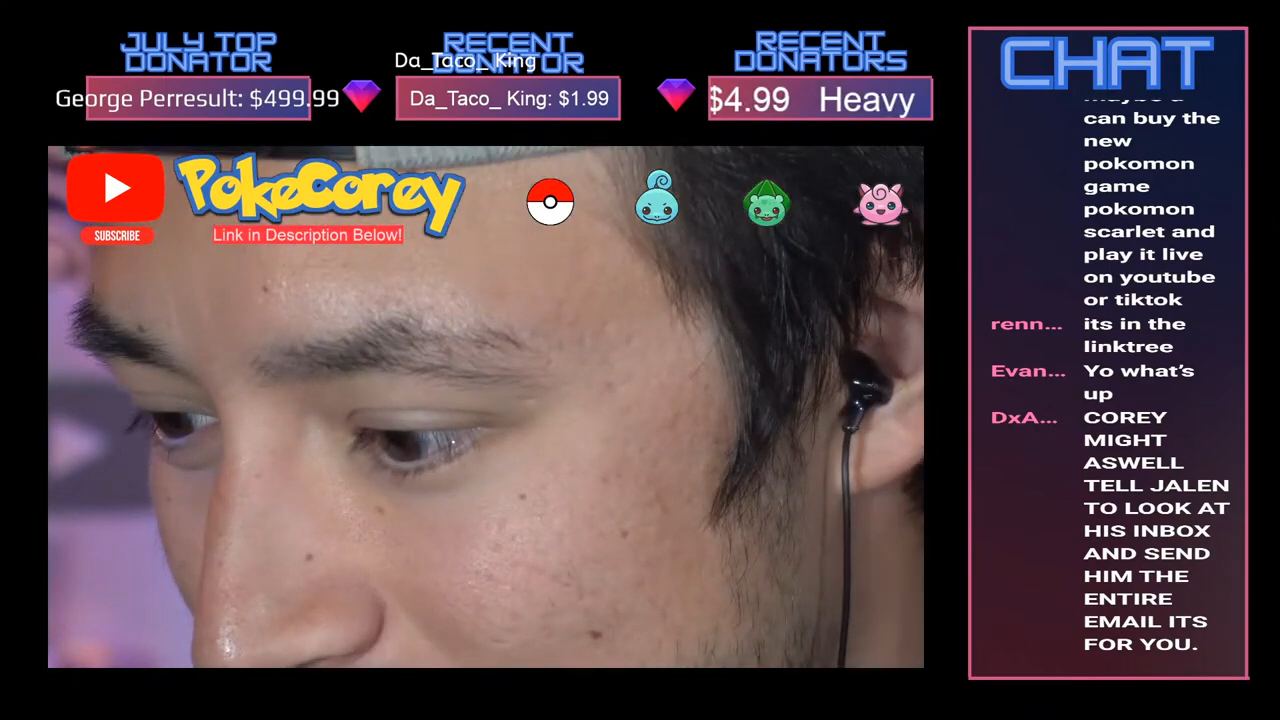 JULY TOP
DONATOR
George Perresult: $499.99
RECENT
DONATOR
Da_Taco_ King
Da_Taco_ King: $1.99
RECENT
DONATORS
$4.99 Heavy
SUBSCRIBE
PokeCorey
Link in Description Below!
CHAT
can buy the
new
pokomon
game
pokomon
scarlet and
play it live
on youtube
or tiktok
renn... its in the
linktree
Evan... Yo what's
up
DxA... COREY
MIGHT
ASWELL
TELL JALEN
TO LOOK AT
HIS INBOX
AND SEND
HIM THE
ENTIRE
EMAIL ITS
FOR YOU.